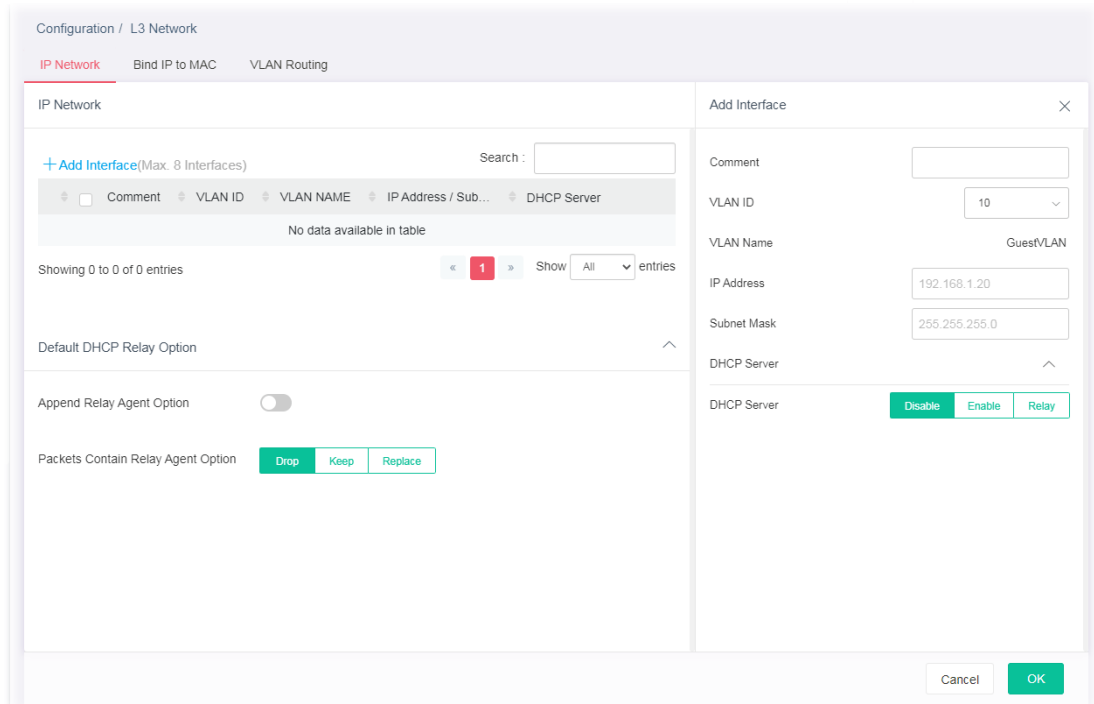 Configuration / L3 Network
IP Network Bind IP to MAC VLAN Routing
IP Network
+Add Interface(Max. 8 Interfaces)
Search :
Comment VLAN ID VLAN NAME IP Address / Sub... DHCP Server
No data available in table
Showing 0 to 0 of 0 entries
« 1 » Show All entries
Default DHCP Relay Option
Append Relay Agent Option
Packets Contain Relay Agent Option Drop Keep Replace
Add Interface
Comment
VLAN ID 10
VLAN Name GuestVLAN
IP Address 192.168.1.20
Subnet Mask 255.255.255.0
DHCP Server
DHCP Server Disable Enable Relay
Cancel OK